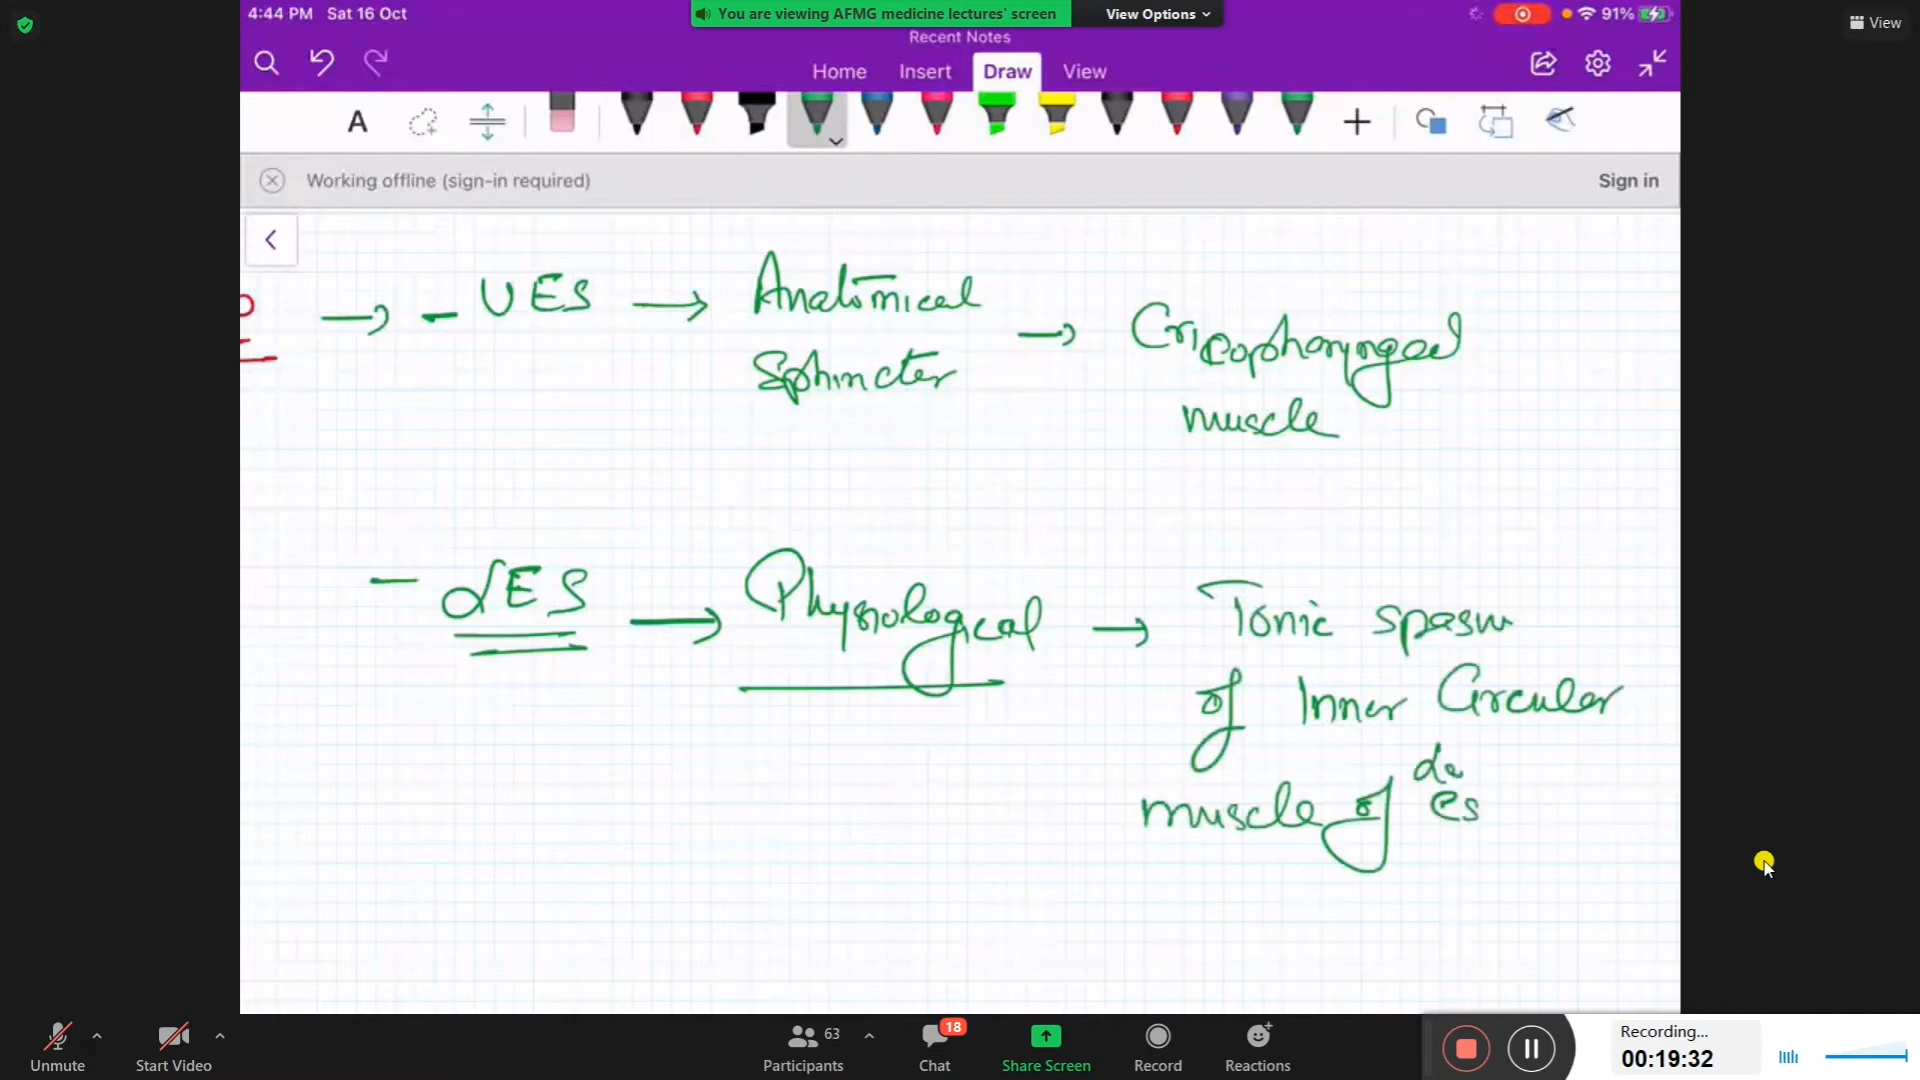 4:44 PM Sat 16 Oct
You are viewing AFMG medicine lectures' screen
View Options
91%
View
Recent Notes
Home Insert Draw View
A
Working offline (sign-in required)
Sign in
→ - UES → Anatomical Sphincter → Cricopharyngeal muscle
- LES → Physiological → Tonic spasm
of Inner Circular
muscle of
es
Unmute
Start Video
63
Participants
18
Chat
Share Screen
Record
Reactions
Recording...
00:19:32